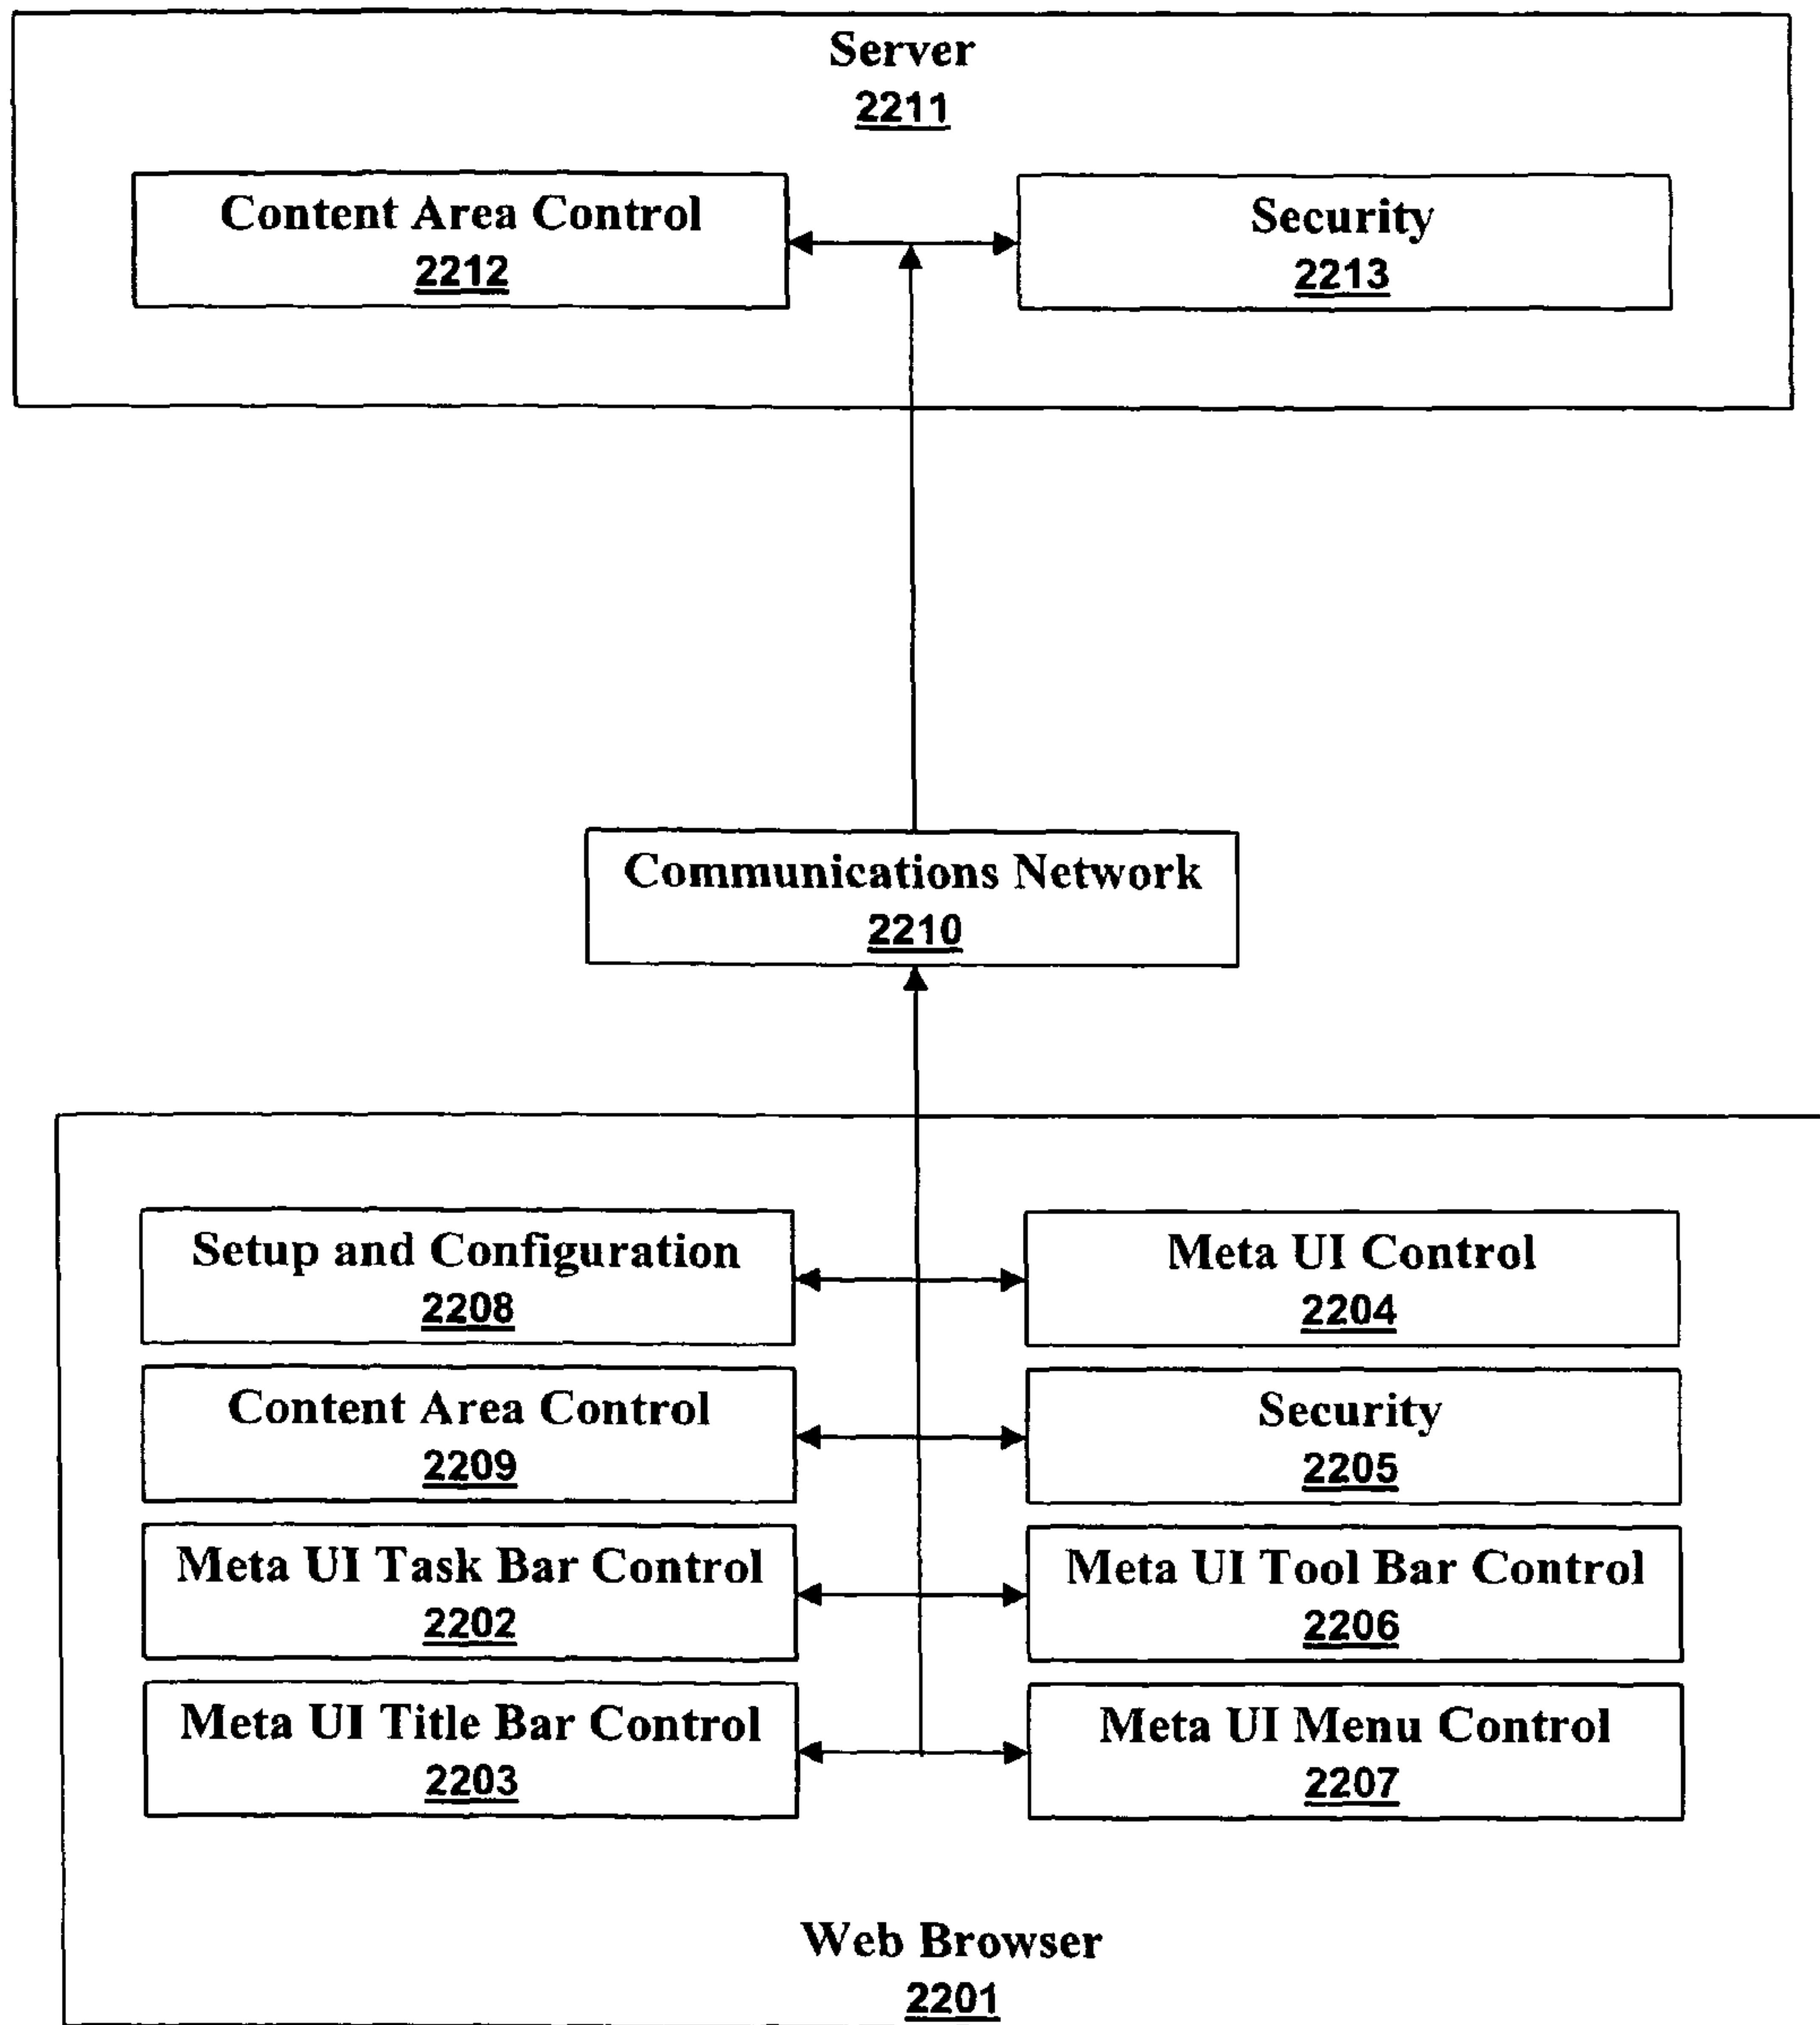 Server
2211
Content Area Control
2212
Security
2213
Communications Network
2210
Setup and Configuration
2208
Meta UI Control
2204
Content Area Control
2209
Security
2205
Meta UI Task Bar Control
2202
Meta UI Tool Bar Control
2206
Meta UI Title Bar Control
2203
Meta UI Menu Control
2207
Web Browser
2201